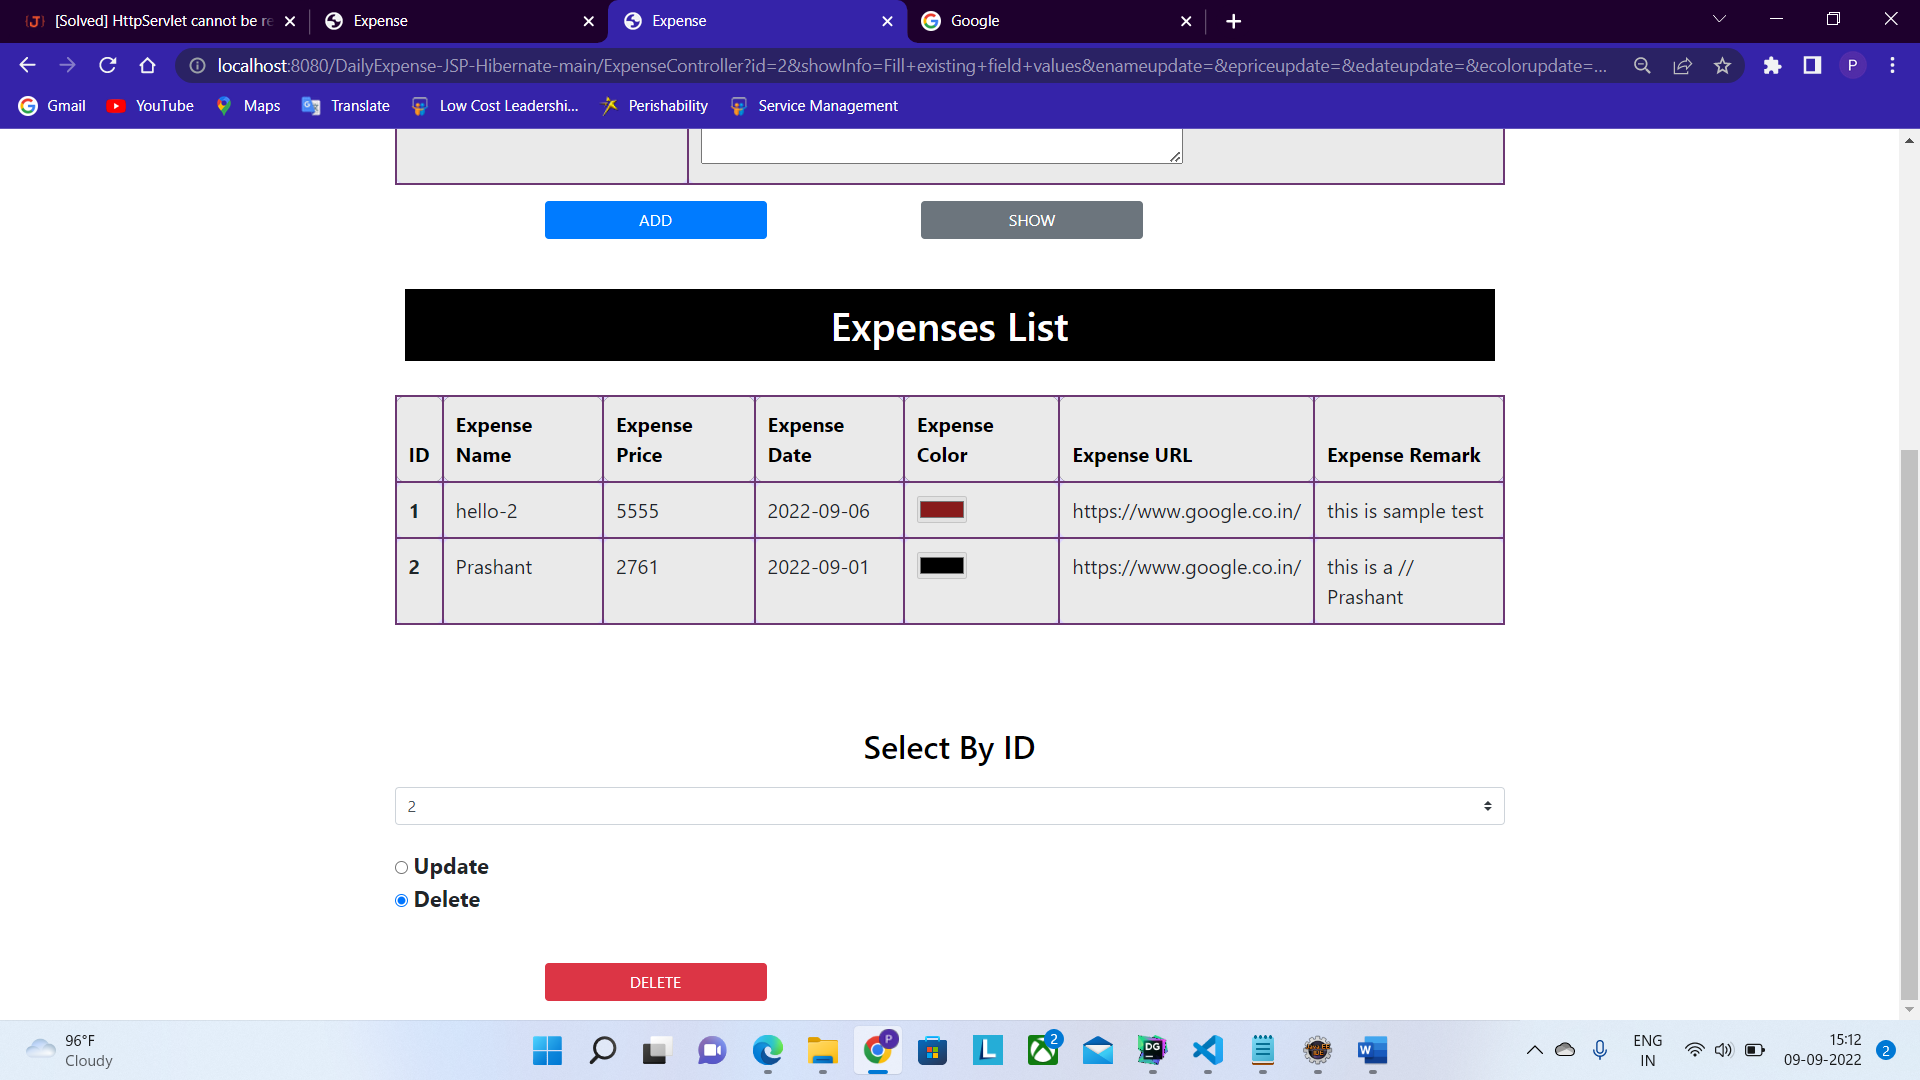 [Solved] HttpServlet cannot be re
Expense
Expense
Google
localhost:8080/DailyExpense-JSP-Hibernate-main/ExpenseController?id=2&showInfo=Fill+existing+field+values&enameupdate=&epriceupdate=&edateupdate=&ecolorupdate=...
P
Gmail
YouTube
Maps
Translate
Low Cost Leadershi...
Perishability
Service Management
ADD
SHOW
Expenses List
ID Expense Name Expense Price Expense Date Expense Color Expense URL Expense Remark
1 hello-2 5555 2022-09-06 https://www.google.co.in/ this is sample test
2 Prashant 2761 2022-09-01 https://www.google.co.in/ this is a //
Prashant
Select By ID
2
Update
Delete
DELETE
96°F
Cloudy
P
L
2
DG
W
ENG
IN
15:12
09-09-2022
2